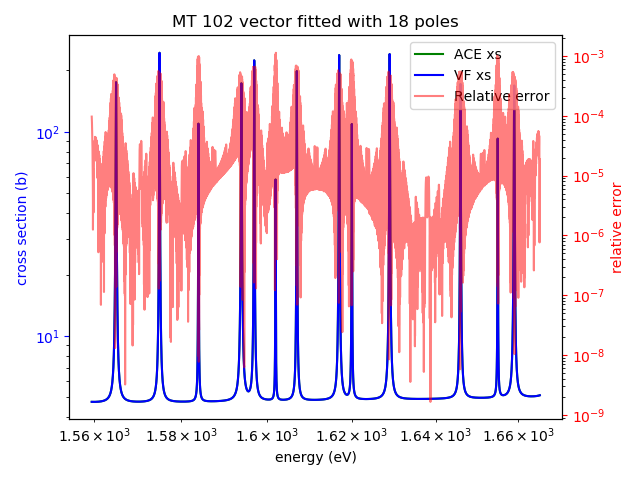 MT 102 vector fitted with 18 poles
ACE xs
VF xs
Relative error
10²
10¹
cross section (b)
10⁻³
10⁻⁴
10⁻⁵
10⁻⁶
10⁻⁷
10⁻⁸
10⁻⁹
relative error
1.56 × 10³ 1.58 × 10³ 1.6 × 10³ 1.62 × 10³ 1.64 × 10³ 1.66 × 10³
energy (eV)